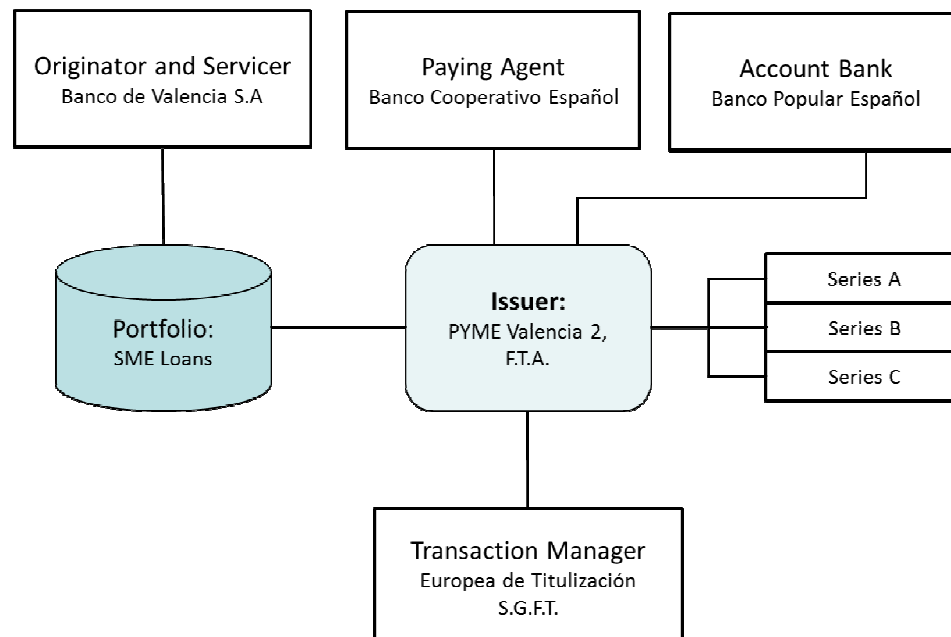 Originator and Servicer
Banco de Valencia S.A
Paying Agent
Banco Cooperativo Español
Account Bank
Banco Popular Español
Portfolio:
SME Loans
Issuer:
PYME Valencia 2,
F.T.A.
Series A
Series B
Series C
Transaction Manager
Europea de Titulización
S.G.F.T.